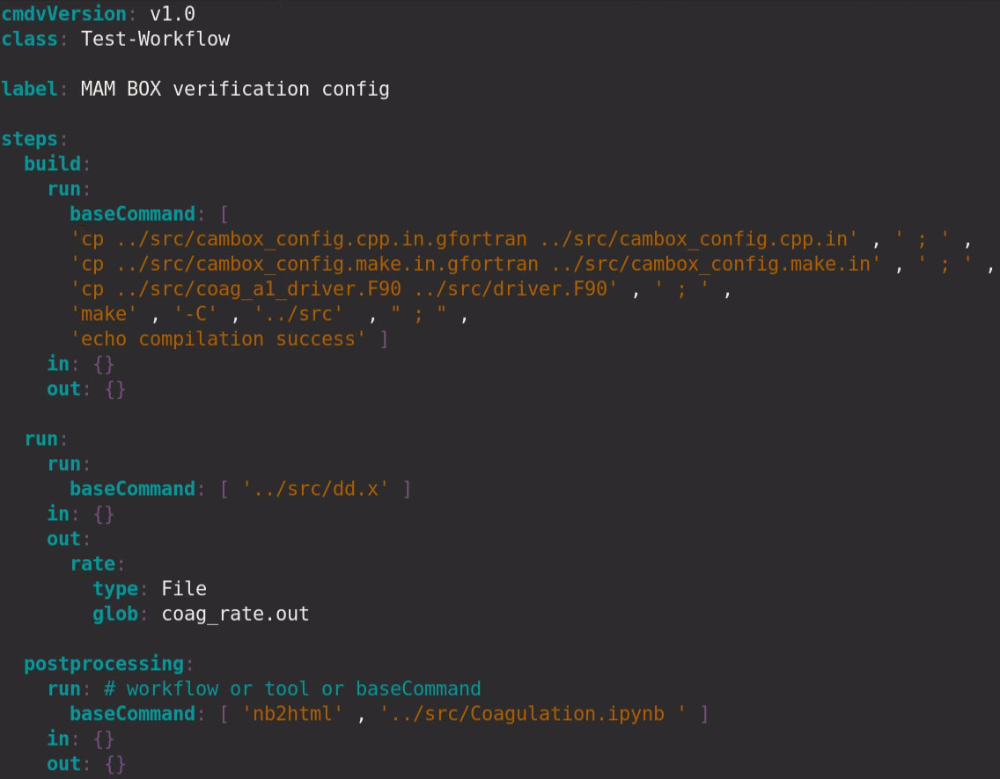 cmdvVersion: v1.0
class: Test-Workflow

label: MAM BOX verification config

steps:
  build:
    run:
      baseCommand: [
      'cp ../src/cambox_config.cpp.in.gfortran ../src/cambox_config.cpp.in' , ' ; ' ,
      'cp ../src/cambox_config.make.in.gfortran ../src/cambox_config.make.in' , ' ; ' ,
      'cp ../src/coag_a1_driver.F90 ../src/driver.F90' , ' ; ' ,
      'make' , '-C' , '../src'  , " ; " ,
      'echo compilation success' ]
    in: {}
    out: {}

  run:
    run:
      baseCommand: [ '../src/dd.x' ]
    in: {}
    out:
      rate:
        type: File
        glob: coag_rate.out

  postprocessing:
    run: # workflow or tool or baseCommand
      baseCommand: [ 'nb2html' , '../src/Coagulation.ipynb ' ]
    in: {}
    out: {}